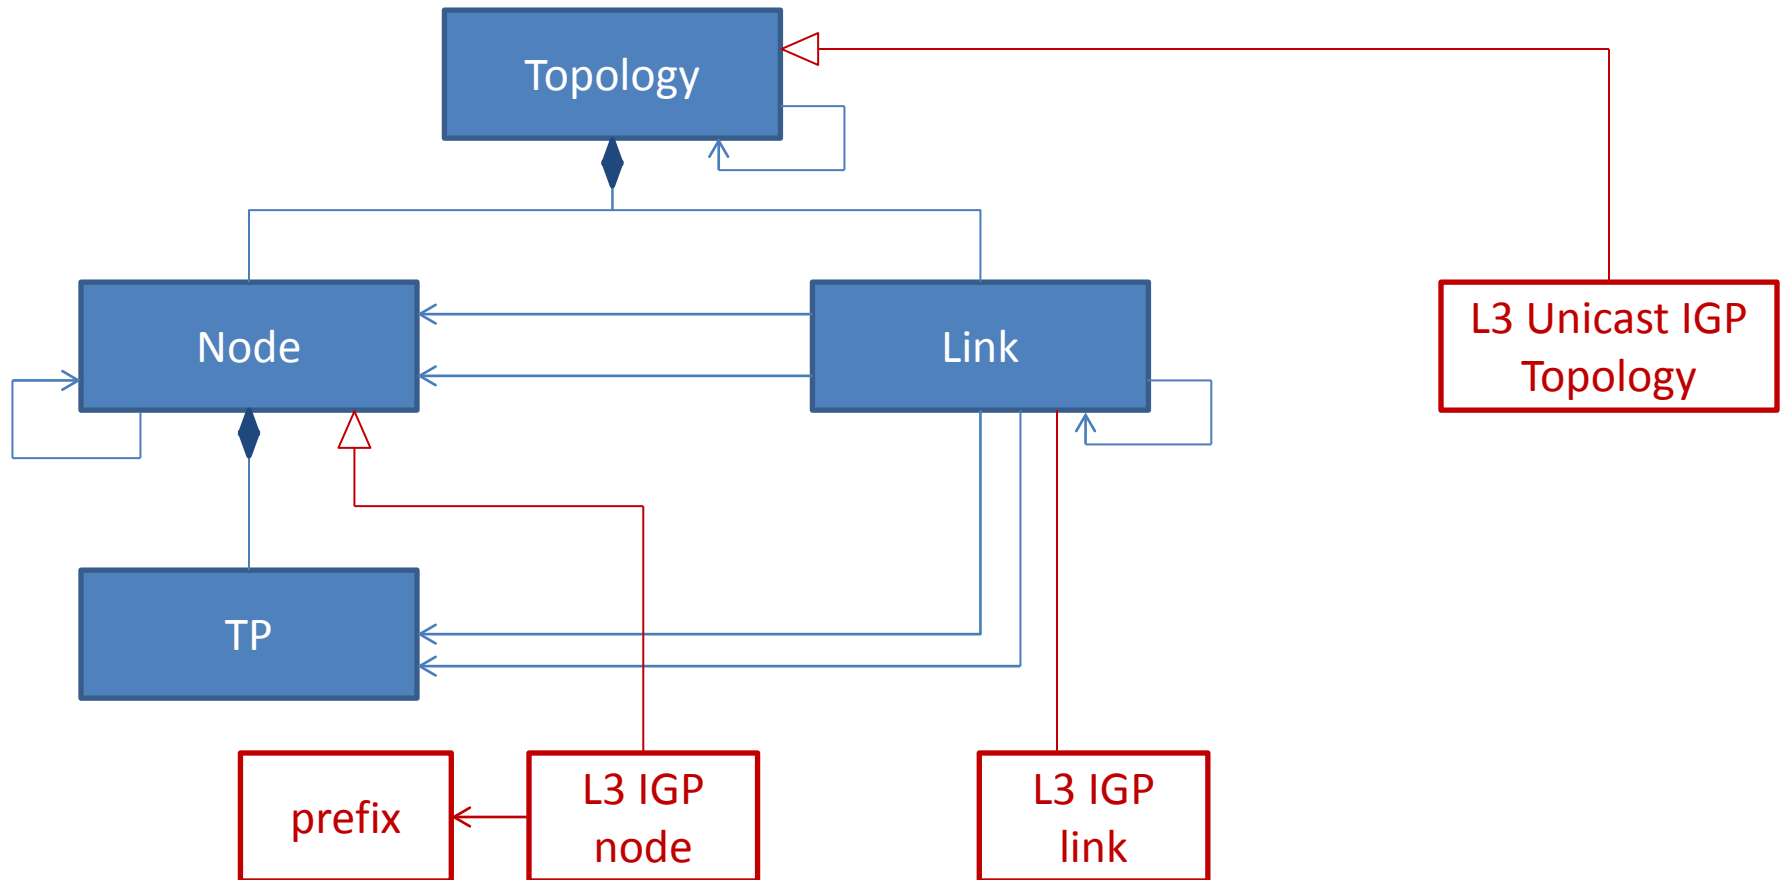 Topology
Node
Link
L3 Unicast IGP
Topology
TP
prefix
L3 IGP
node
L3 IGP
link